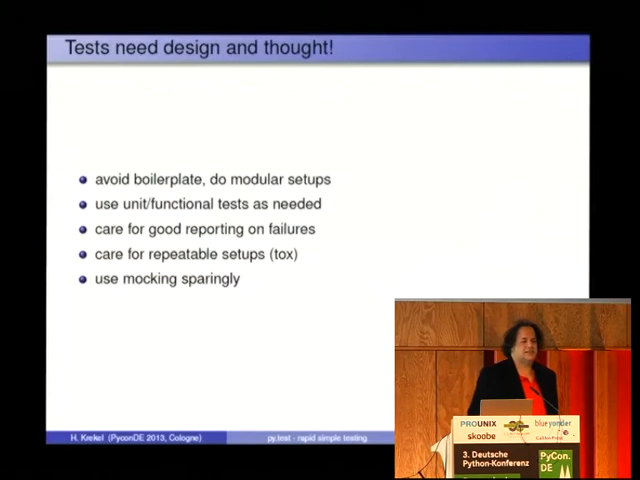 Tests need design and thought!
avoid boilerplate, do modular setups
use unit/functional tests as needed
care for good reporting on failures
care for repeatable setups (tox)
use mocking sparingly
H. Krekel (PyconDE 2013, Cologne)
py.test - rapid simple testing
PROUNIX
blueyonder
skoobe
3. Deutsche
Python-Konferenz
PyCon.
DE